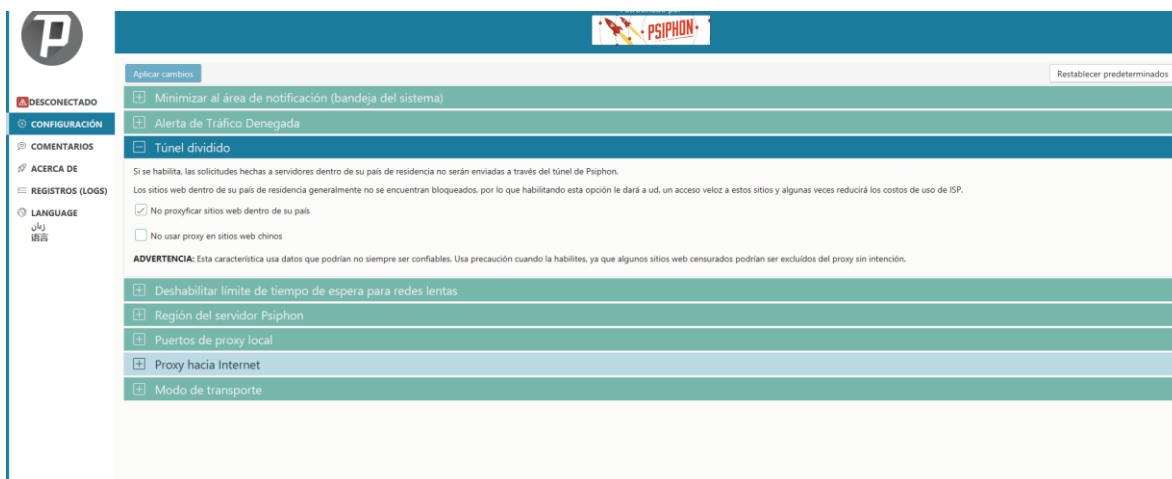 PSIPHON
Aplicar cambios
Restablecer predeterminados
DESCONECTADO
CONFIGURACIÓN
COMENTARIOS
ACERCA DE
REGISTROS (LOGS)
LANGUAGE
زبان
语言
Minimizar al área de notificación (bandeja del sistema)
Alerta de Tráfico Denegada
Túnel dividido
Si se habilita, las solicitudes hechas a servidores dentro de su país de residencia no serán enviadas a través del túnel de Psiphon.
Los sitios web dentro de su país de residencia generalmente no se encuentran bloqueados, por lo que habilitando esta opción le dará a ud. un acceso veloz a estos sitios y algunas veces reducirá los costos de uso de ISP.
No proxyficar sitios web dentro de su país
No usar proxy en sitios web chinos
ADVERTENCIA: Esta característica usa datos que podrían no siempre ser confiables. Usa precaución cuando la habilites, ya que algunos sitios web censurados podrían ser excluídos del proxy sin intención.
Deshabilitar límite de tiempo de espera para redes lentas
Región del servidor Psiphon
Puertos de proxy local
Proxy hacia Internet
Modo de transporte